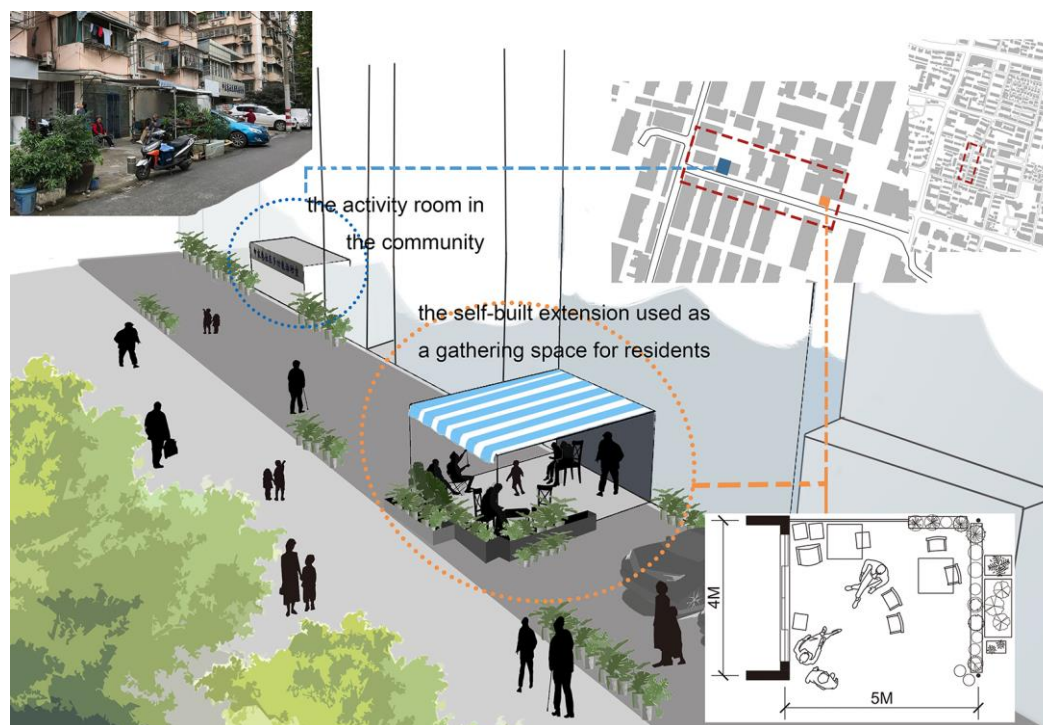 the activity room in
the community
the self-built extension used as
a gathering space for residents
4M
5M